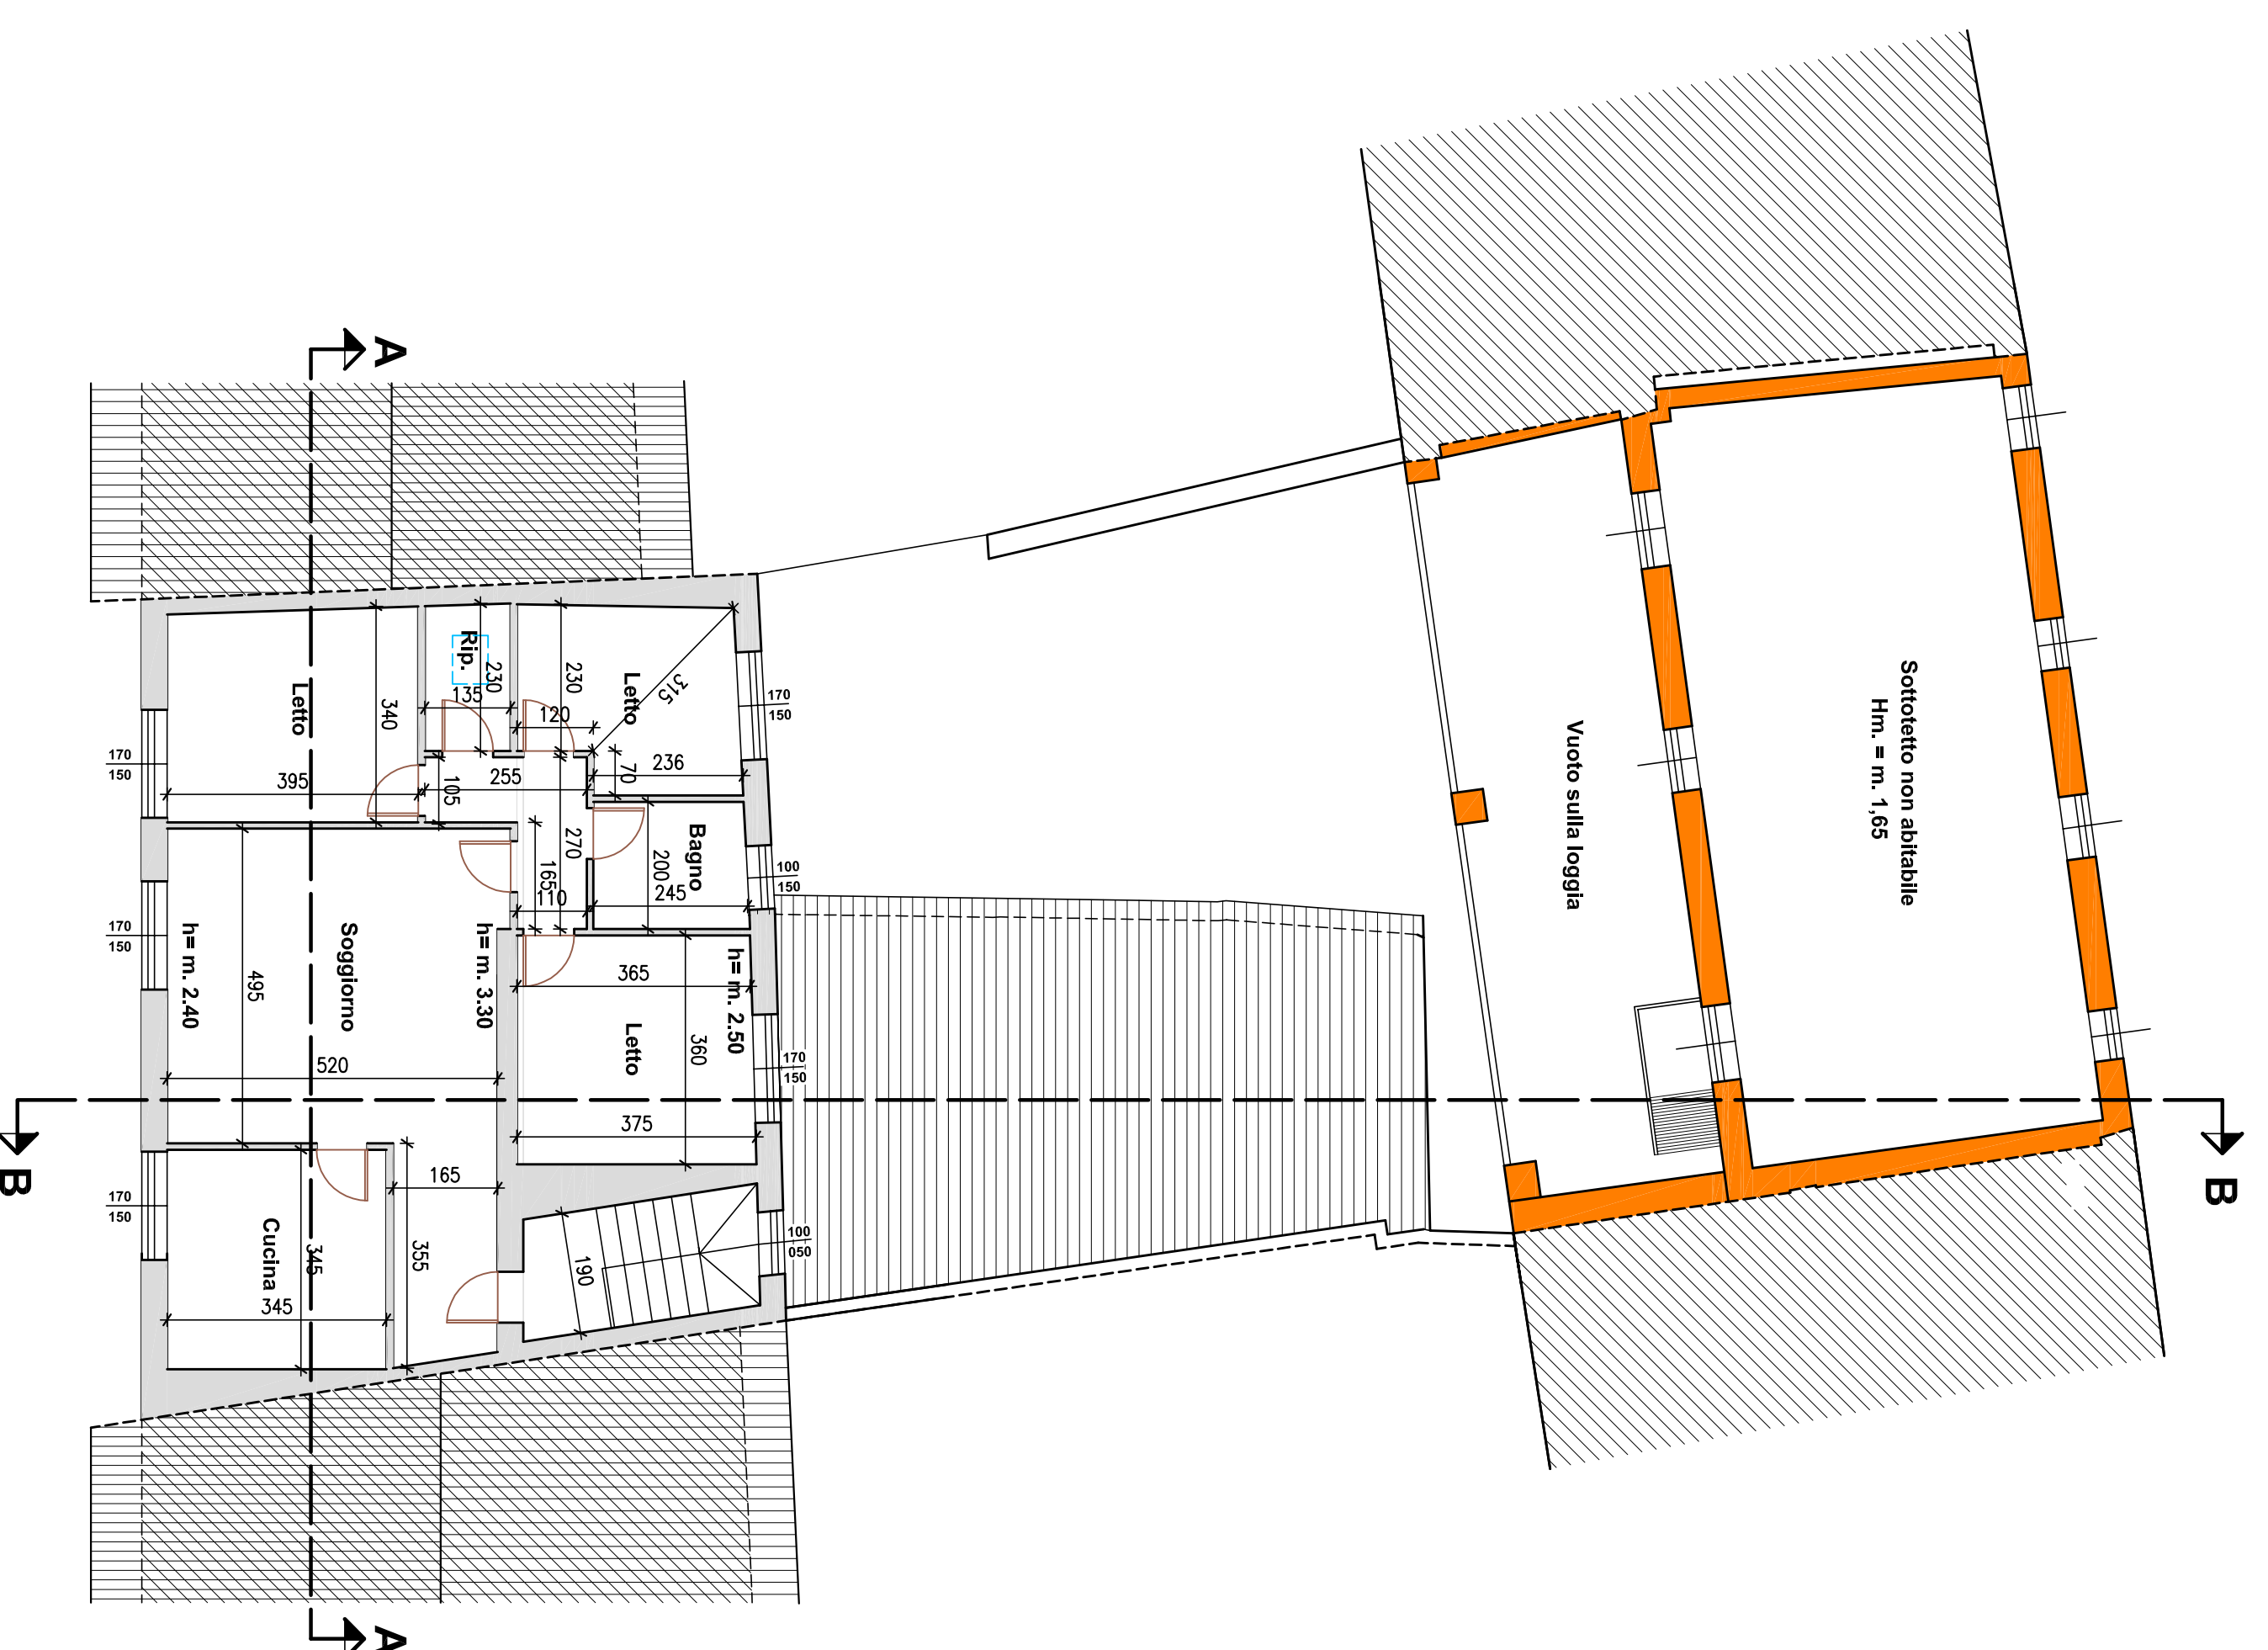 A
A
B
B
Letto
340
395
Rip.
230
135
120
230
Letto
315
236
70
255
105
270
165
110
Bagno
200
245
170
150
100
150
170
150
100
050
170
150
170
150
170
150
h= m. 2.40
Soggiorno
495
520
h= m. 3.30
h= m. 2.50
365
360
Letto
375
165
190
Cucina
345
345
355
Vuoto sulla loggia
Sottotetto non abitabile
Hm. = m. 1,65